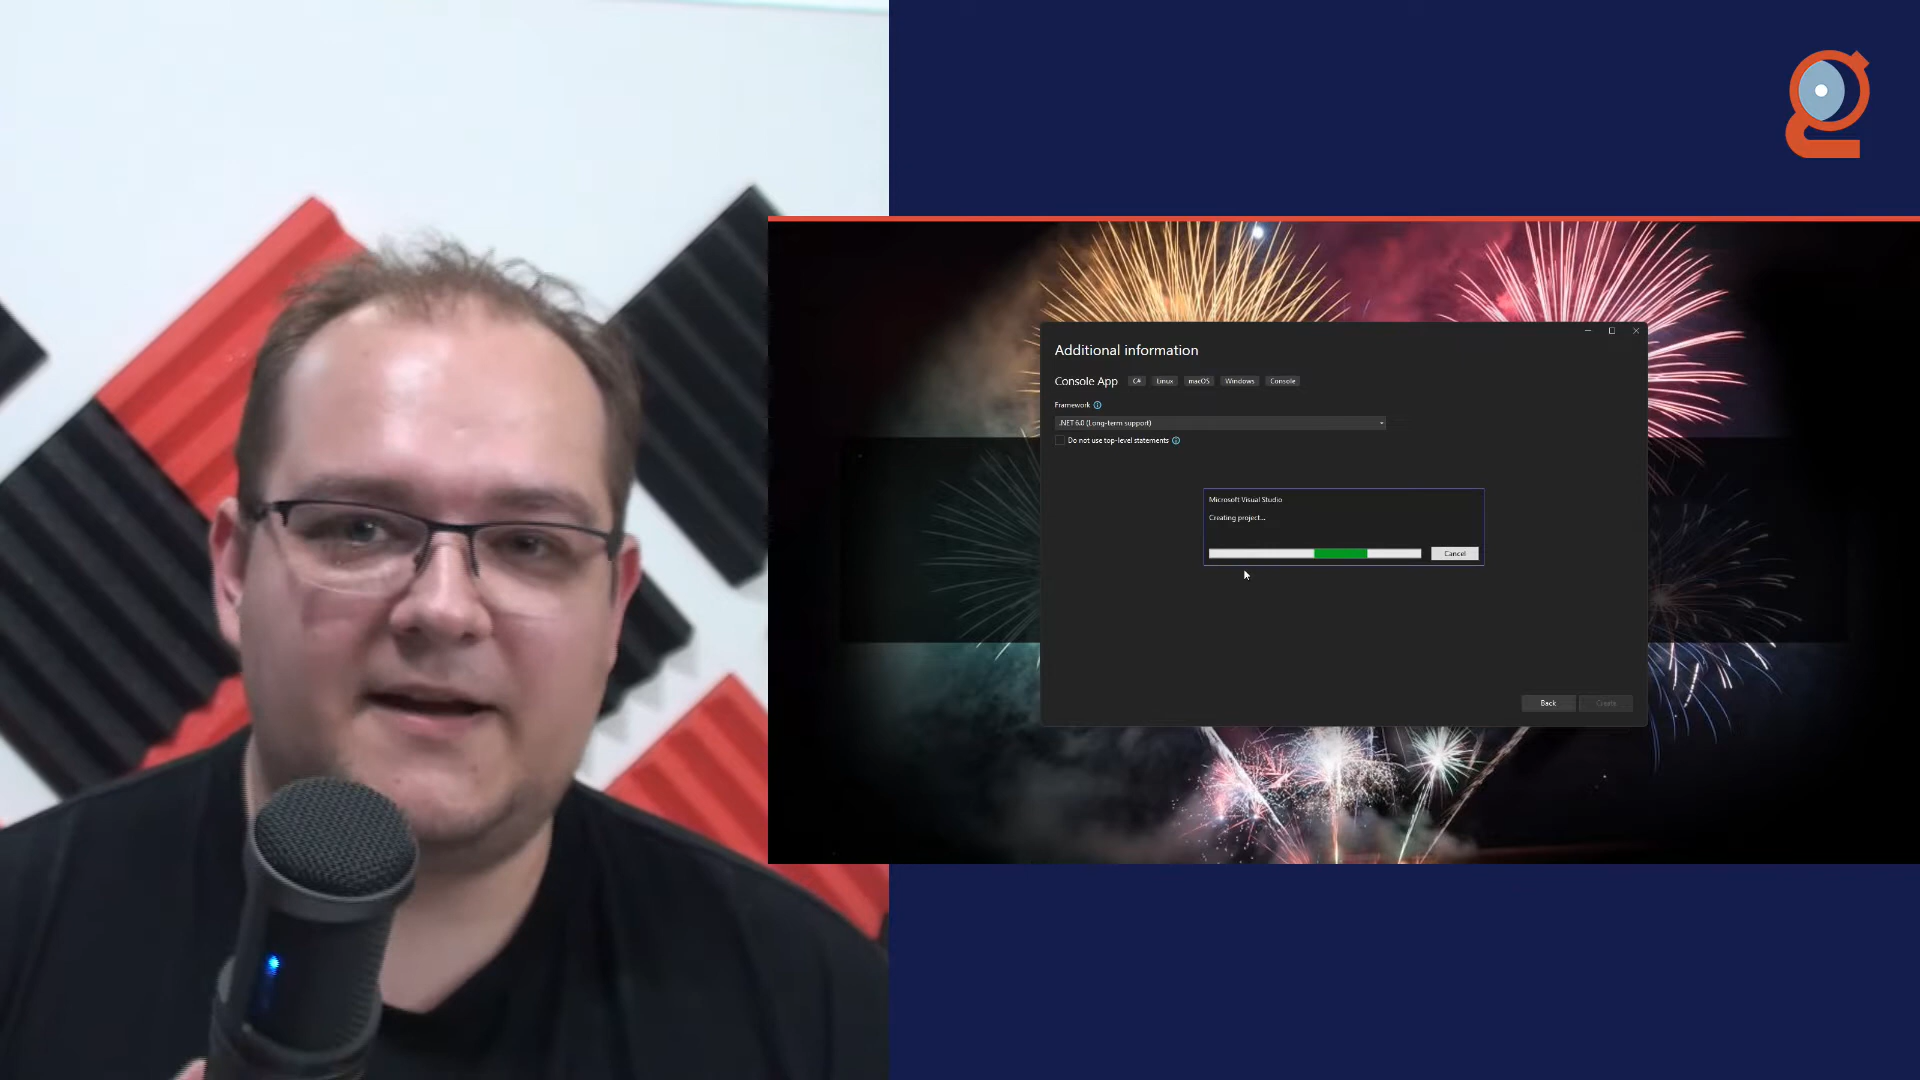 Additional information
Console App C# Linux macOS Windows Console
Framework
.NET 6.0 (Long-term support)
Do not use top-level statements
Microsoft Visual Studio
Creating project...
Cancel
Back Create